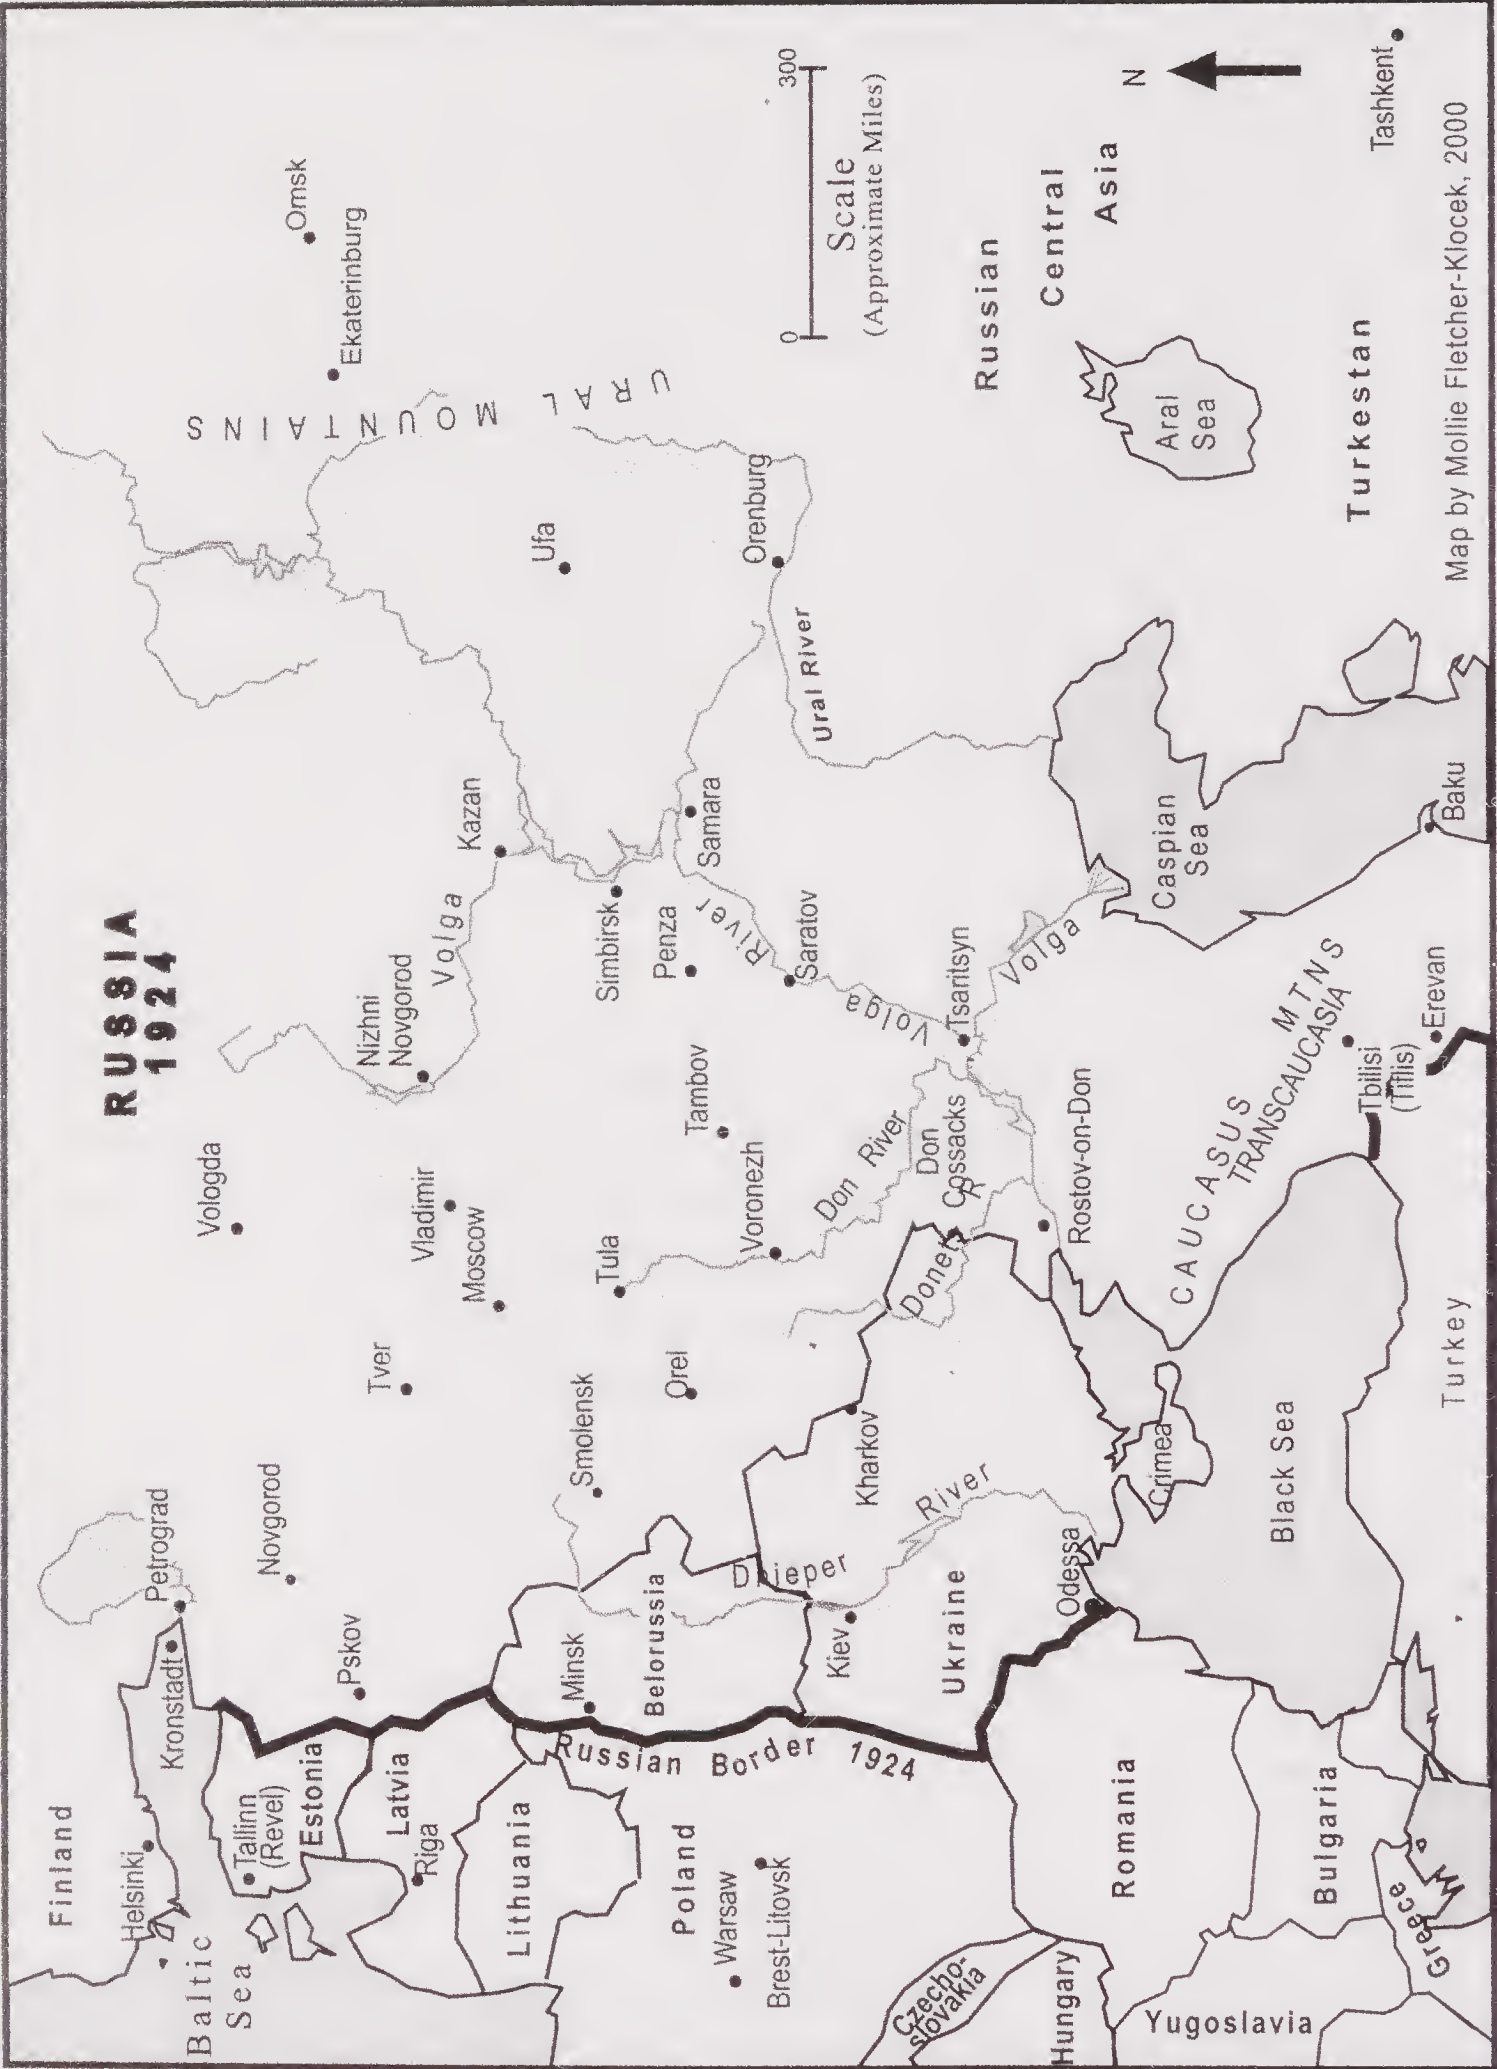 RUSSIA
1924
Finland
Helsinki
Baltic
Sea
Kronstadt
Petrograd
Tallinn
(Revel)
Estonia
Novgorod
Pskov
Vologda
Latvia
Riga
Tver
Vladimir
Moscow
Nizhni
Novgorod
Volga
Kazan
URAL MOUNTAINS
Ekaterinburg
Omsk
Lithuania
Minsk
Smolensk
Tula
Simbirsk
Ufa
Russian Border 1924
Belorussia
Orel
Penza
River
Samara
Poland
Warsaw
Brest-Litovsk
Dnieper
Tambov
Voronezh
Saratov
Orenburg
Ural River
0
300
Scale
(Approximate Miles)
Kiev
Kharkov
Don River
Volga
Czecho-
slovakia
Ukraine
River
Donets
R
Don
Cossacks
Tsaritsyn
Volga
Russian
Central
Asia
N
Hungary
Romania
Odessa
Rostov-on-Don
Crimea
CAUCASUS MTNS
TRANSCAUCASIA
Caspian
Sea
Aral
Sea
Yugoslavia
Bulgaria
Black Sea
Turkestan
Tashkent
Greece
Turkey
Tbilisi
(Tiflis)
Erevan
Baku
Map by Mollie Fletcher-Klocek, 2000